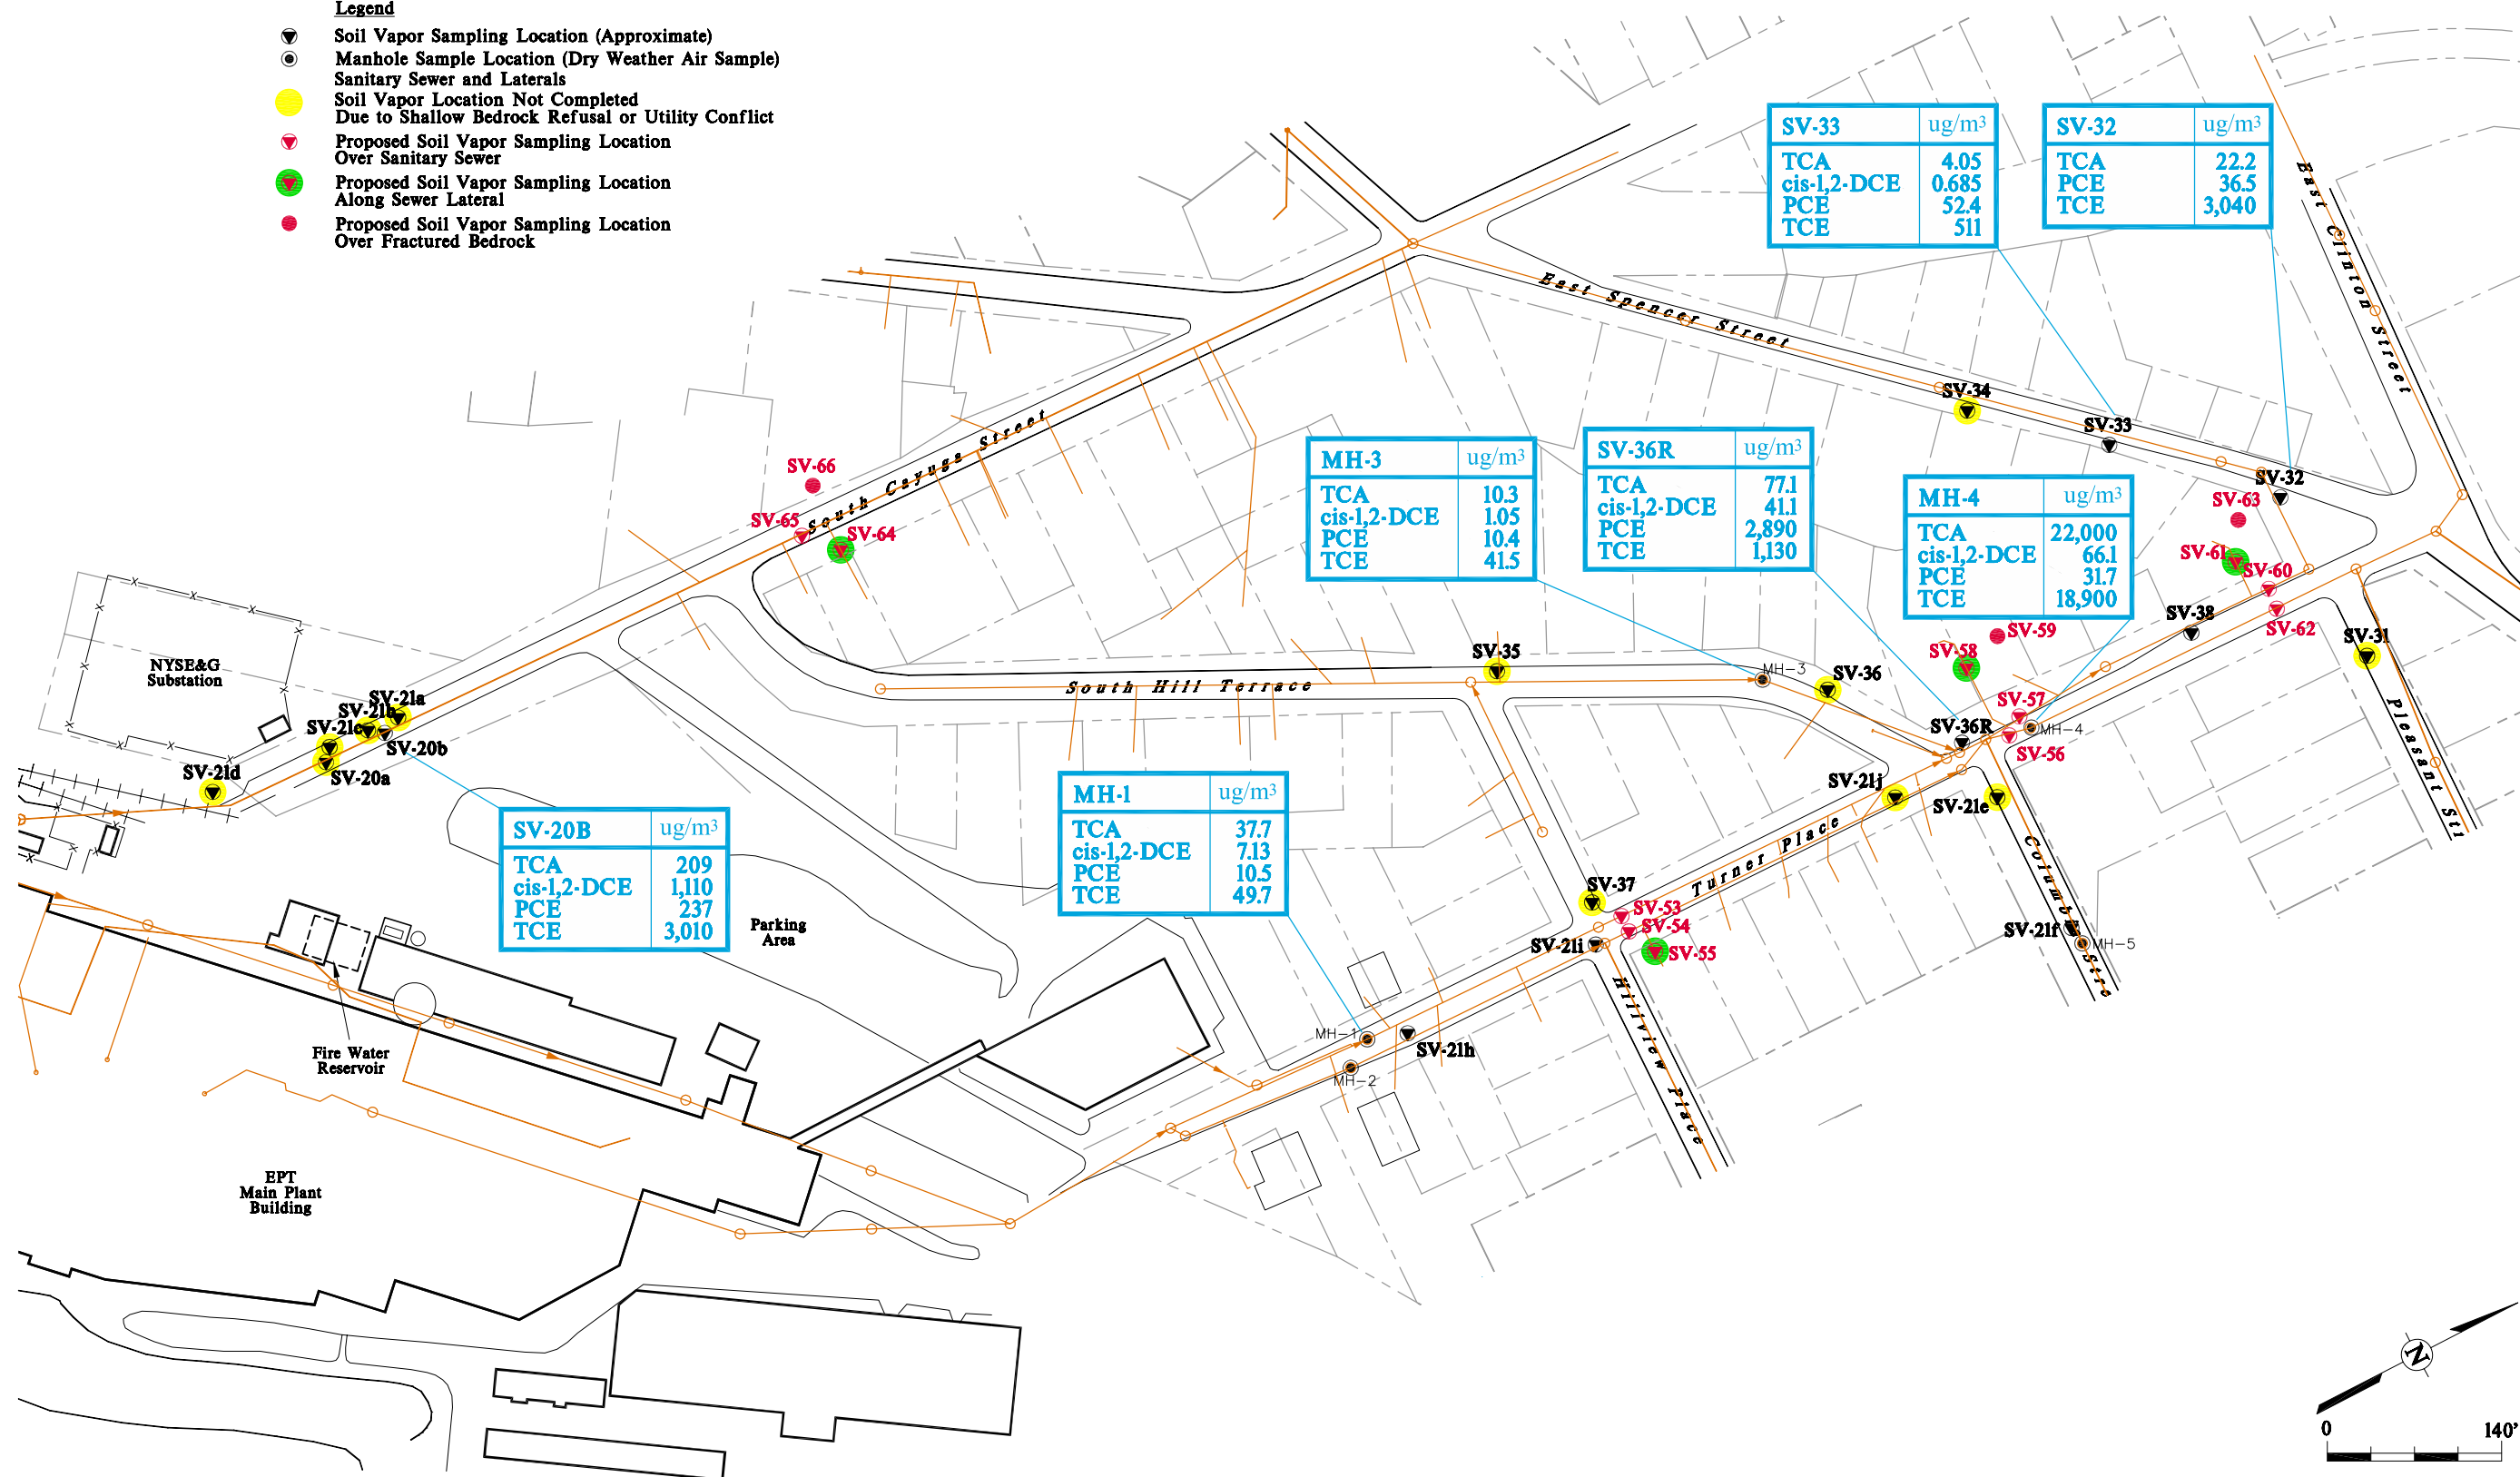 Legend
Soil Vapor Sampling Location (Approximate)
Manhole Sample Location (Dry Weather Air Sample)
Sanitary Sewer and Laterals
Soil Vapor Location Not Completed
Due to Shallow Bedrock Refusal or Utility Conflict
Proposed Soil Vapor Sampling Location
Over Sanitary Sewer
Proposed Soil Vapor Sampling Location
Along Sewer Lateral
Proposed Soil Vapor Sampling Location
Over Fractured Bedrock
SV-33 ug/m3
TCA 4.05
cis-1,2-DCE 0.685
PCE 52.4
TCE 511
SV-32 ug/m3
TCA 22.2
PCE 36.5
TCE 3,040
East Clinton Street
East Spencer Street
SV-34
SV-33
SV-32
South Cayuga Street
SV-66
SV-65
SV-64
MH-3 ug/m3
TCA 10.3
cis-1,2-DCE 1.05
PCE 10.4
TCE 41.5
SV-36R ug/m3
TCA 77.1
cis-1,2-DCE 41.1
PCE 2,890
TCE 1,130
MH-4 ug/m3
TCA 22,000
cis-1,2-DCE 66.1
PCE 31.7
TCE 18,900
SV-63
SV-61
SV-60
SV-38
SV-62
SV-31
SV-59
SV-58
SV-57
MH-4
SV-56
SV-35
MH-3
SV-36
SV-36R
South Hill Terrace
NYSE&G
Substation
SV-21a
SV-21b
SV-21c
SV-20b
SV-20a
SV-21d
SV-21j
SV-21e
Pleasant Str
Turner Place
SV-20B ug/m3
TCA 209
cis-1,2-DCE 1,110
PCE 237
TCE 3,010
MH-1 ug/m3
TCA 37.7
cis-1,2-DCE 7.13
PCE 10.5
TCE 49.7
Parking
Area
SV-37
SV-53
SV-54
SV-55
SV-21i
SV-21f
MH-5
Hillview Place
MH-1
SV-21h
MH-2
Fire Water
Reservoir
EPT
Main Plant
Building
N
0 140'